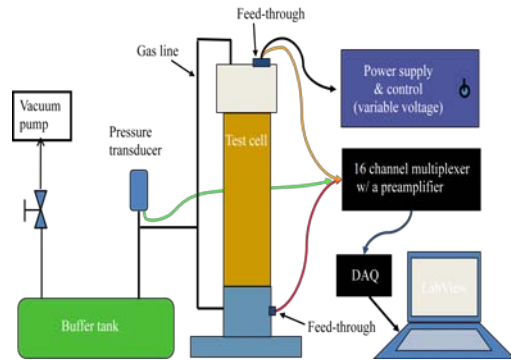 Feed-through
Gas line
Power supply
& control
(variable voltage)
Vacuum
pump
Pressure
transducer
Test cell
16 channel multiplexer
w/ a preamplifier
DAQ
LabView
Buffer tank
Feed-through